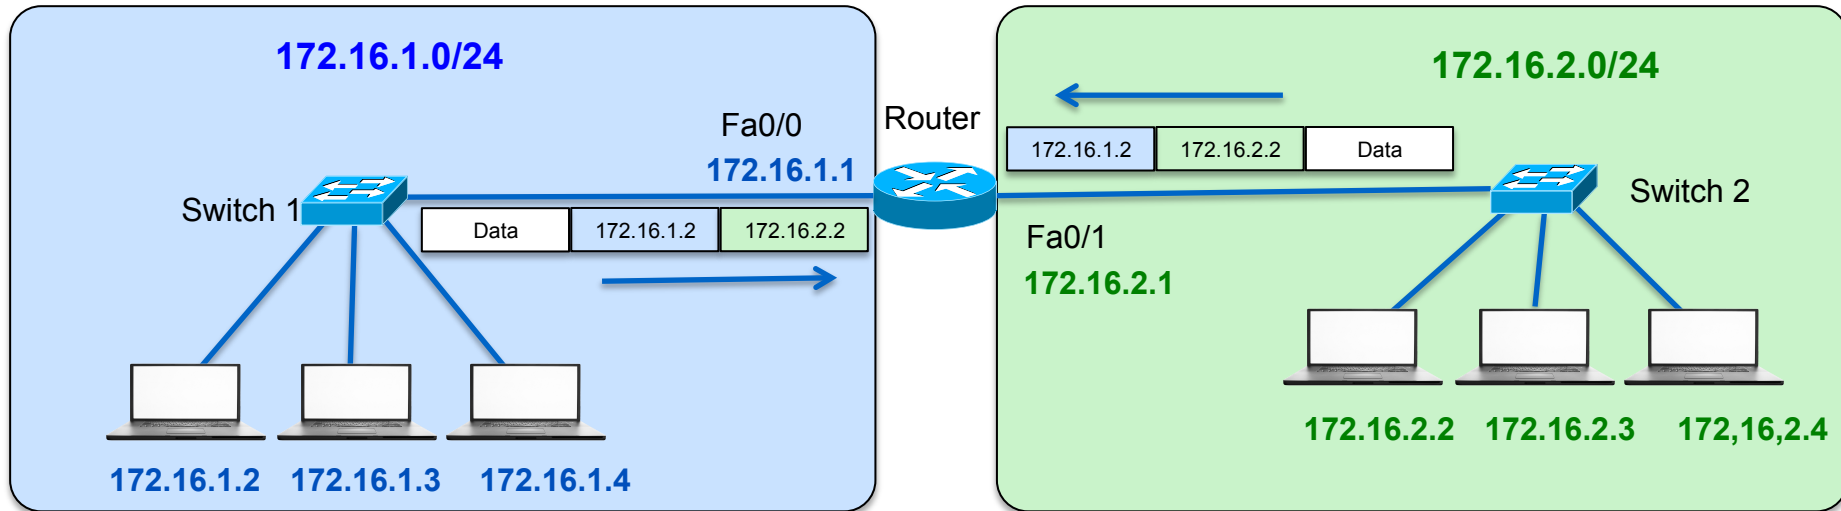 172.16.1.0/24
172.16.2.0/24
Fa0/0
Router
172.16.1.1
172.16.1.2 172.16.2.2 Data
Switch 1
Switch 2
Data 172.16.1.2 172.16.2.2
Fa0/1
172.16.2.1
172.16.1.2 172.16.1.3 172.16.1.4
172.16.2.2 172.16.2.3 172,16,2.4